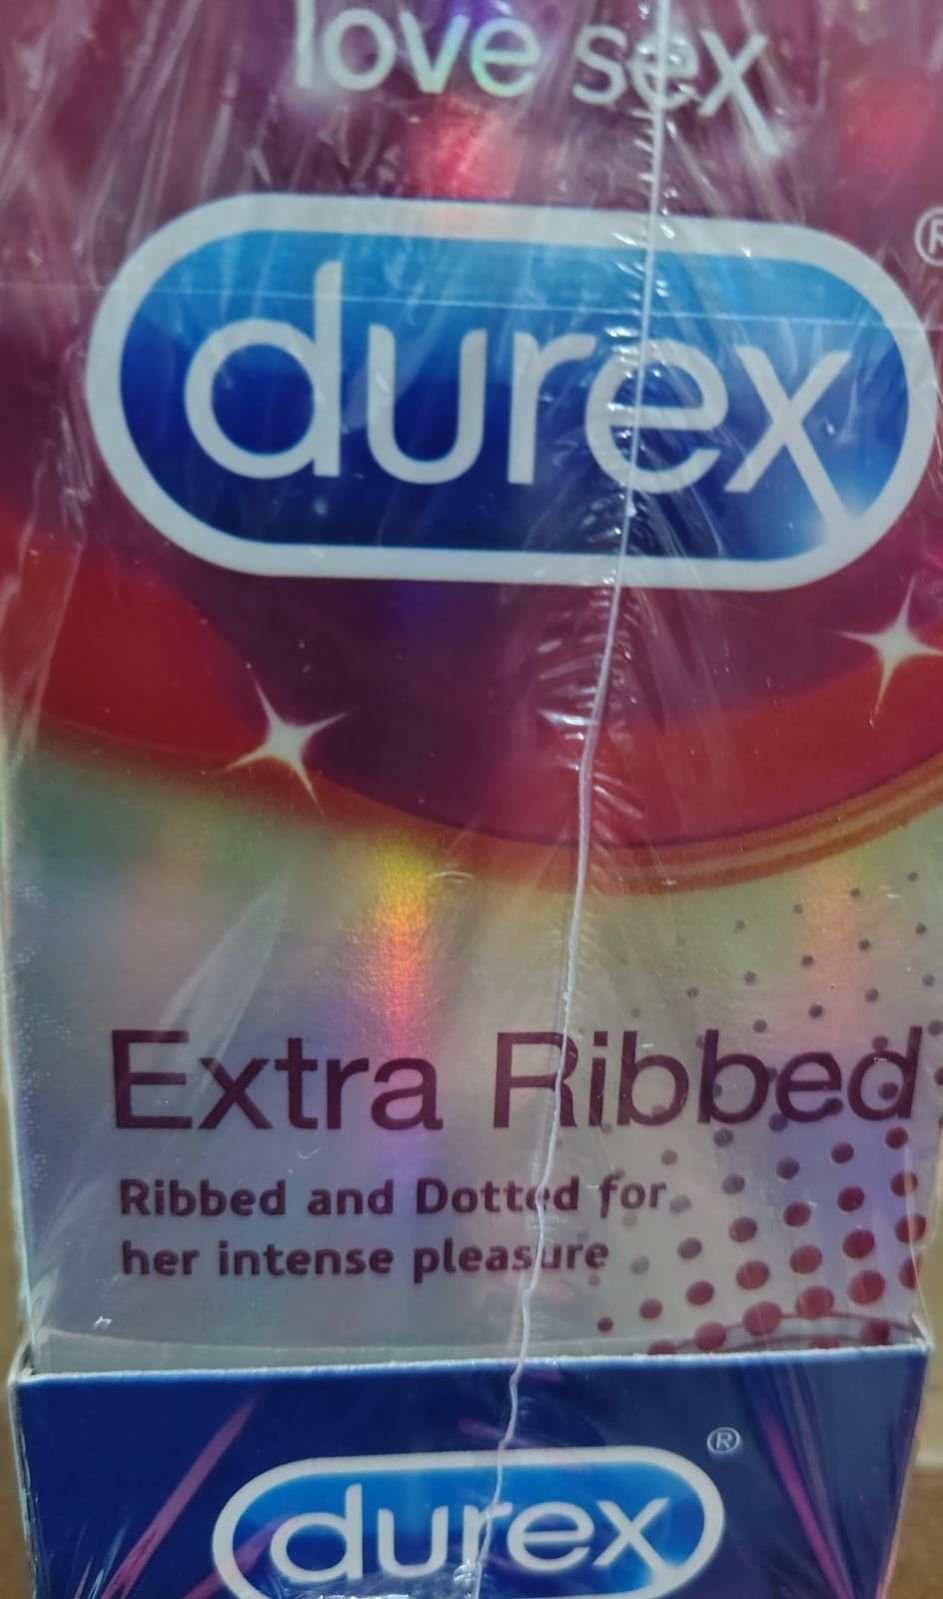 love sex
durex
®
Extra Ribbed
Ribbed and Dotted for
her intense pleasure
®
durex